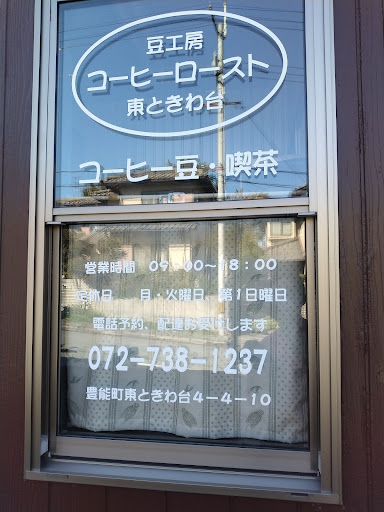 豆工房
コーヒーロースト
東ときわ台
コーヒー豆・喫茶
営業時間 09:00〜18:00
定休日 月・火曜日、第1日曜日
電話予約、配達お受けします
072-738-1237
豊能町東ときわ台4-4-10